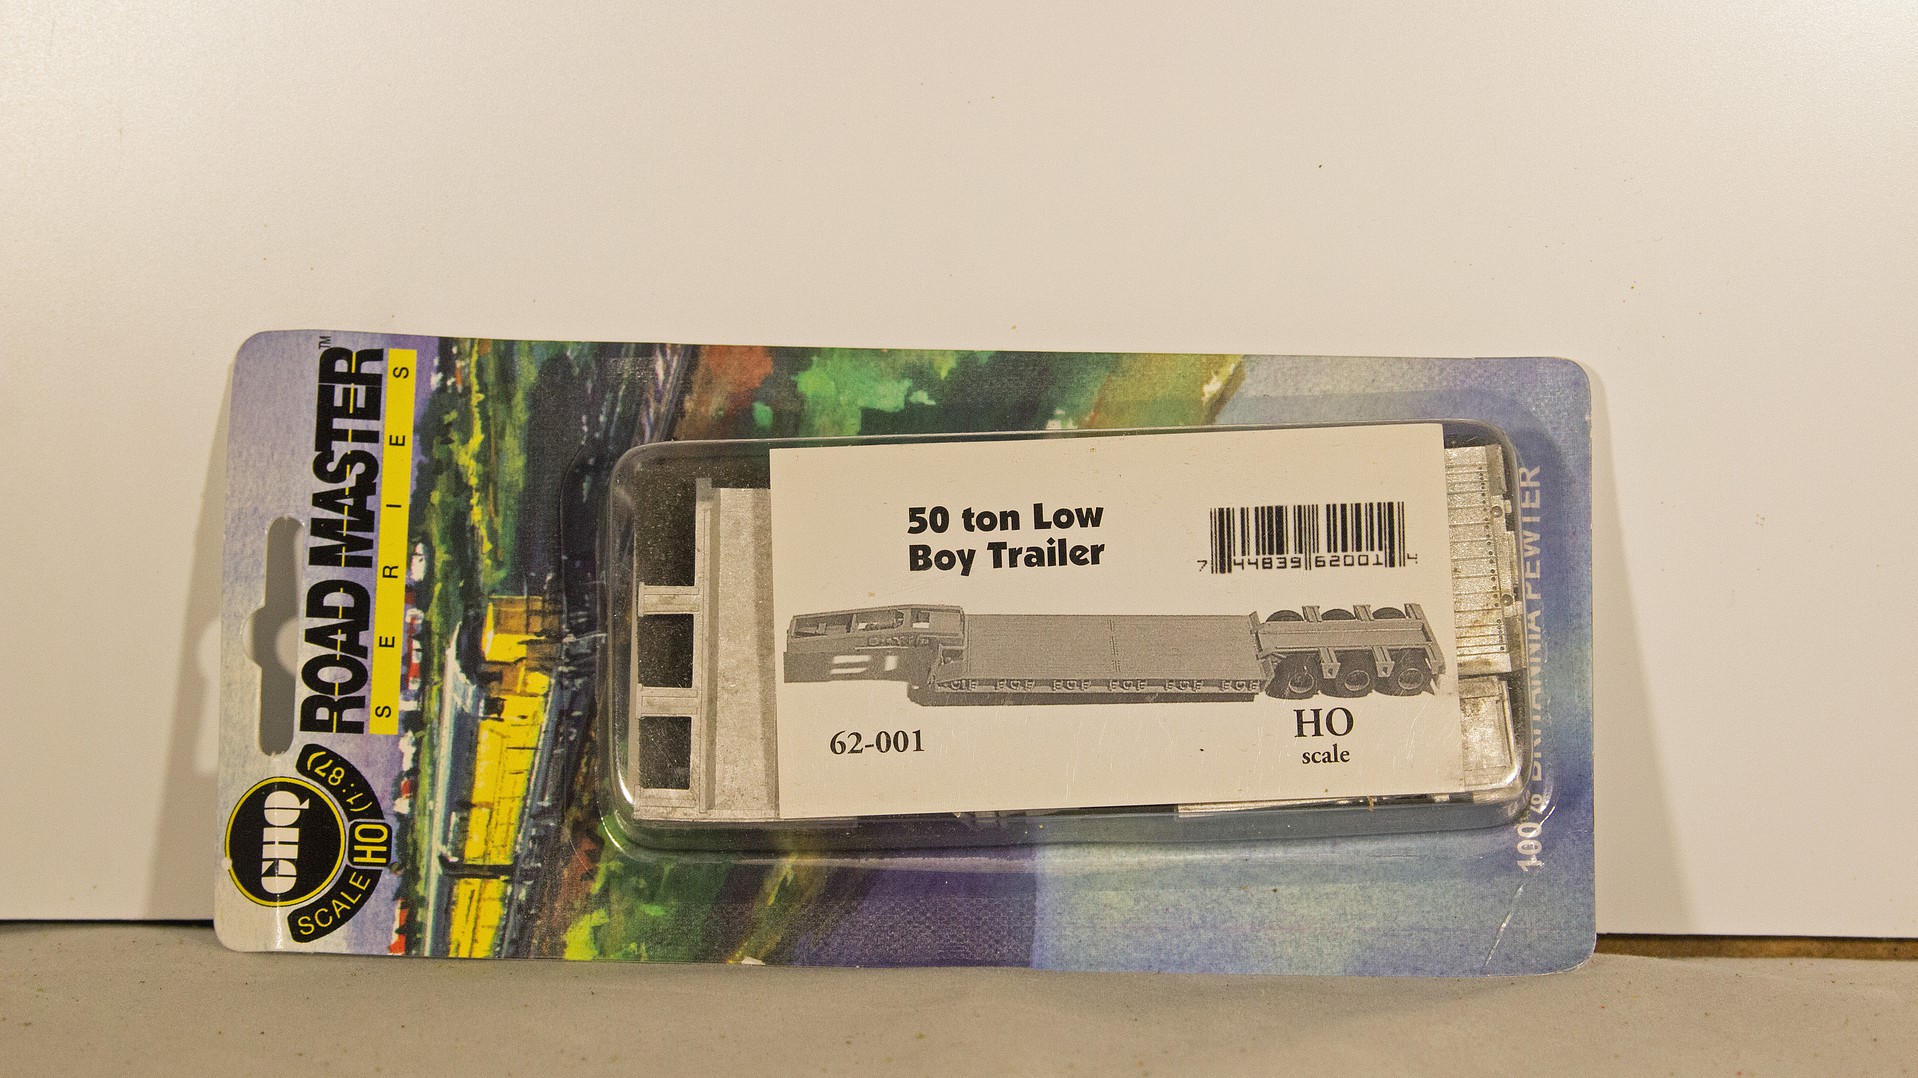 ROAD MASTER™
SERIES
GHQ
SCALE HO (1:87)
50 ton Low
Boy Trailer
7 44839 62001 4
62-001
HO
scale
100% BRITANNIA PEWTER